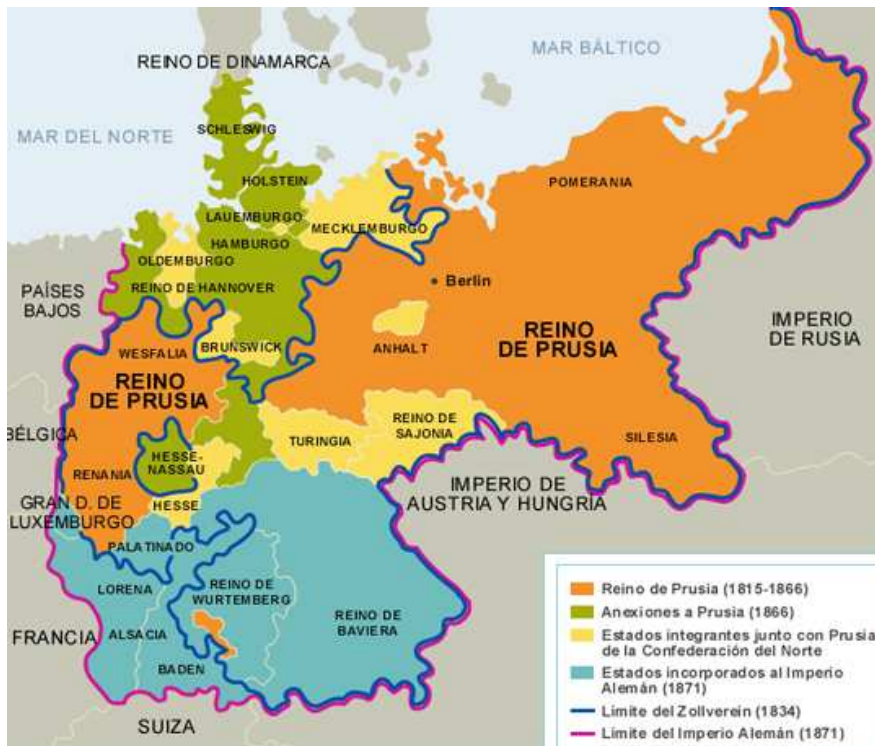 REINO DE DINAMARCA
MAR BÁLTICO
MAR DEL NORTE
SCHLESWIG
HOLSTEIN
POMERANIA
LAUEMBURGO
MECKLEMBURGO
HAMBURGO
OLDEMBURGO
Berlin
PAÍSES
BAJOS
REINO DE HANNOVER
IMPERIO
DE RUSIA
REINO
DE PRUSIA
WESFALIA
BRUNSWICK
ANHALT
REINO
DE PRUSIA
BÉLGICA
TURINGIA
REINO DE
SAJONIA
SILESIA
HESSE-
NASSAU
RENANIA
IMPERIO DE
AUSTRIA Y HUNGRÍA
GRAN D. DE
LUXEMBURGO
HESSE
PALATINADO
LORENA
REINO DE
WURTEMBERG
REINO DE
BAVIERA
FRANCIA
ALSACIA
BADEN
SUIZA
Reino de Prusia (1815-1866)
Anexiones a Prusia (1866)
Estados integrantes junto con Prusia
de la Confederación del Norte
Estados incorporados al Imperio
Alemán (1871)
Límite del Zollverein (1834)
Límite del Imperio Alemán (1871)